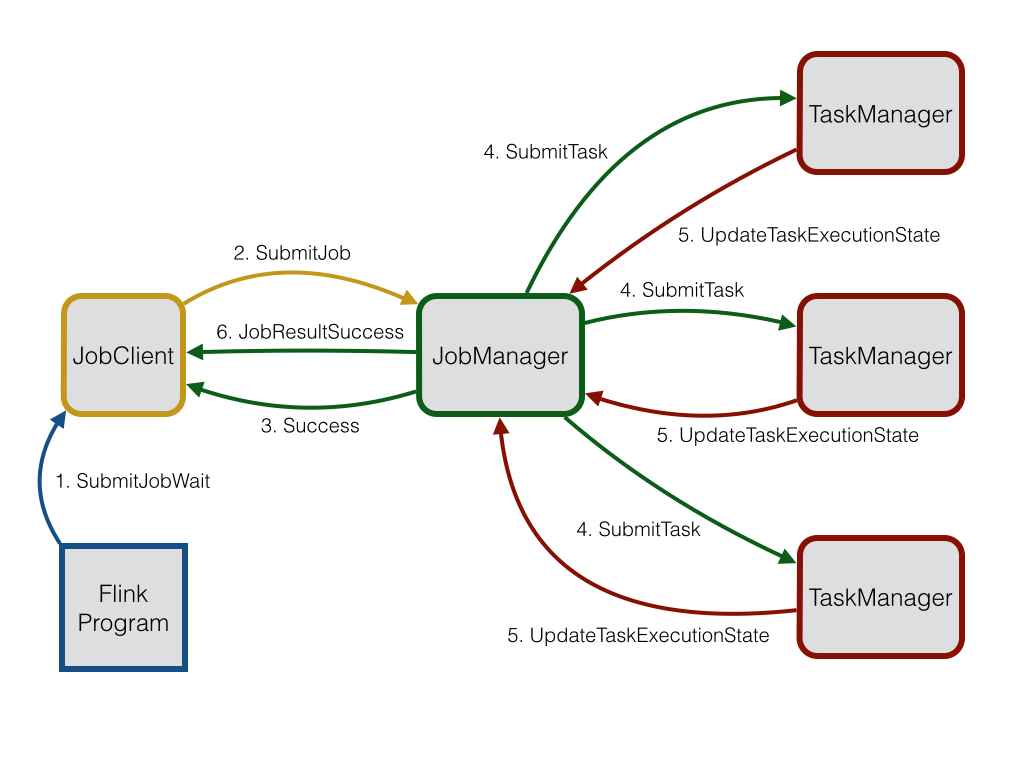 TaskManager
4. SubmitTask
5. UpdateTaskExecutionState
2. SubmitJob
4. SubmitTask
6. JobResultSuccess
JobClient
JobManager
TaskManager
3. Success
5. UpdateTaskExecutionState
1. SubmitJobWait
4. SubmitTask
Flink
Program
TaskManager
5. UpdateTaskExecutionState